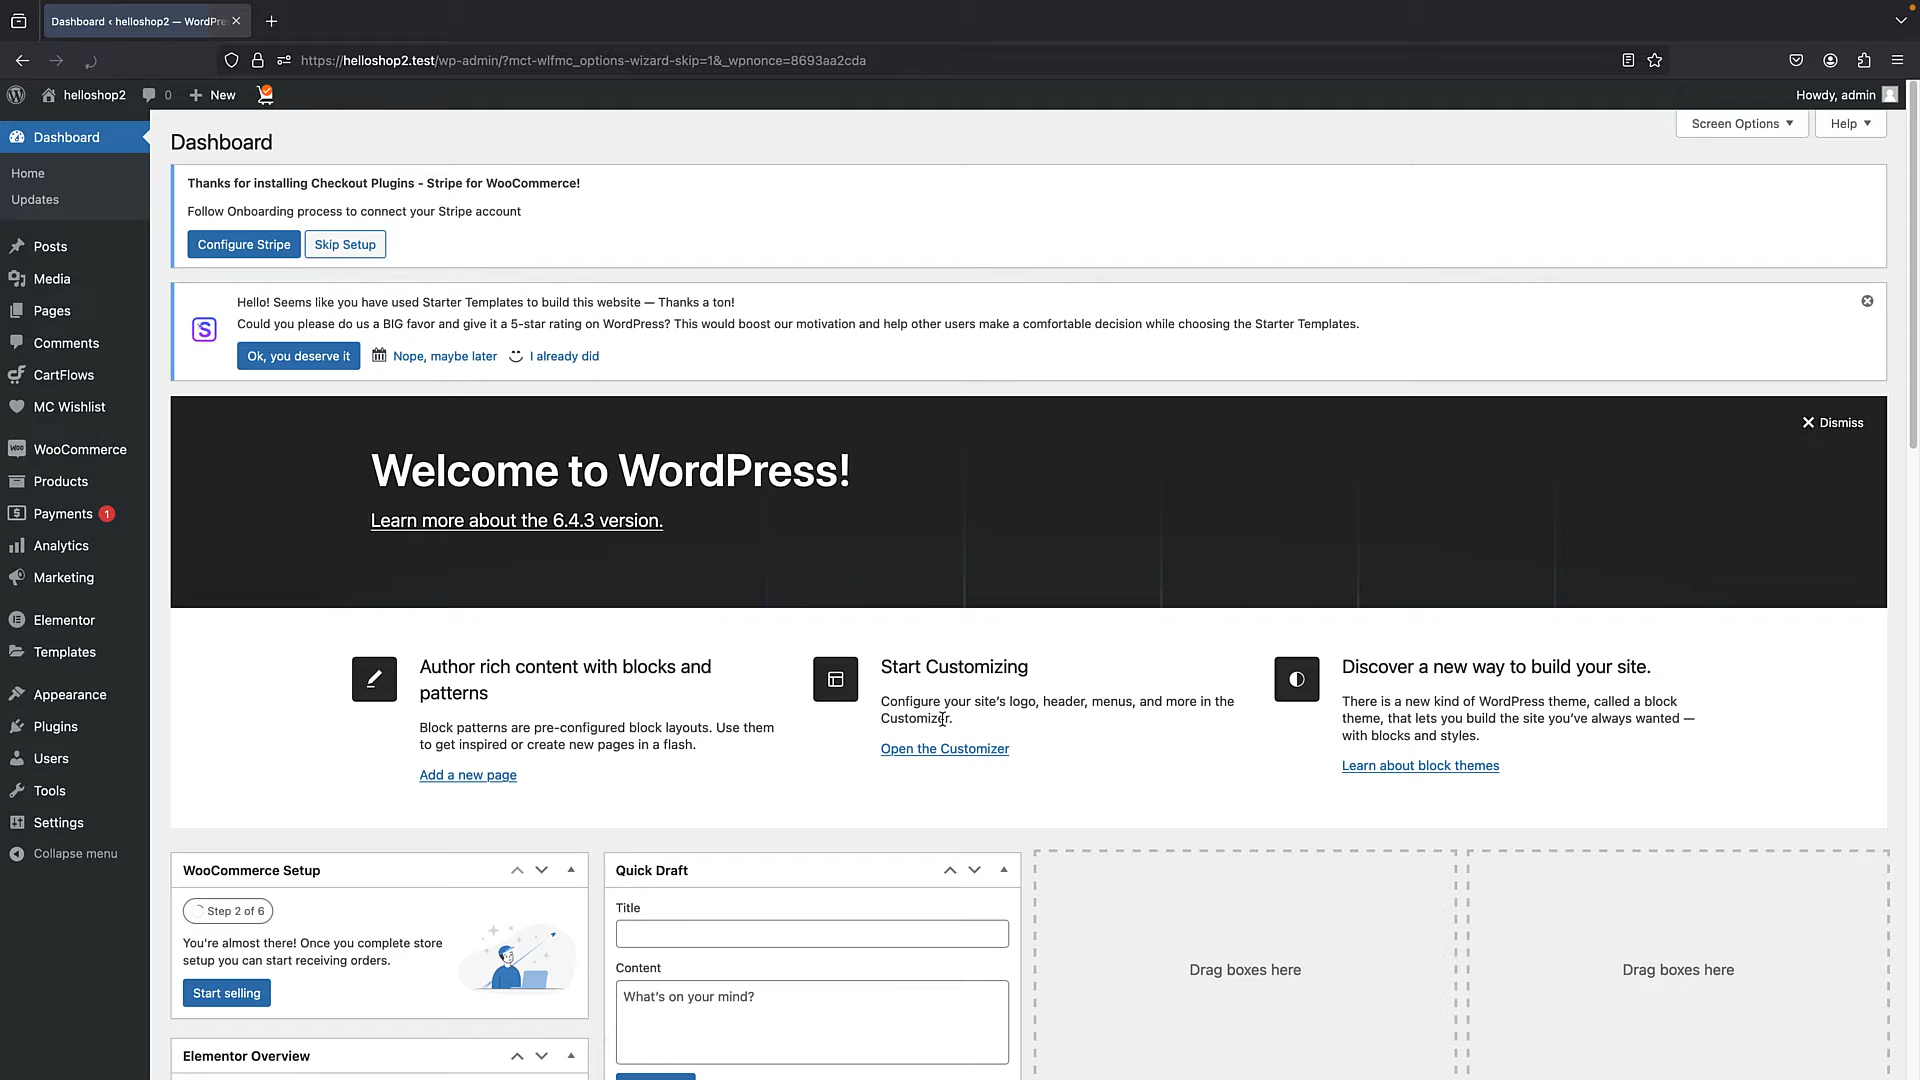 Dashboard ‹ helloshop2 — WordPre
https://helloshop2.test/wp-admin/?mct-wlfmc_options-wizard-skip=1&_wpnonce=8693aa2cda
helloshop2
0
New
Howdy, admin
Screen Options
Help
Dashboard
Home
Updates
Posts
Media
Pages
Comments
CartFlows
MC Wishlist
WooCommerce
Products
Payments 1
Analytics
Marketing
Elementor
Templates
Appearance
Plugins
Users
Tools
Settings
Collapse menu
Dashboard
Thanks for installing Checkout Plugins - Stripe for WooCommerce!
Follow Onboarding process to connect your Stripe account
Configure Stripe
Skip Setup
Hello! Seems like you have used Starter Templates to build this website — Thanks a ton!
Could you please do us a BIG favor and give it a 5-star rating on WordPress? This would boost our motivation and help other users make a comfortable decision while choosing the Starter Templates.
Ok, you deserve it
Nope, maybe later
I already did
Dismiss
Welcome to WordPress!
Learn more about the 6.4.3 version.
Author rich content with blocks and
patterns
Block patterns are pre-configured block layouts. Use them
to get inspired or create new pages in a flash.
Add a new page
Start Customizing
Configure your site’s logo, header, menus, and more in the
Customizer.
Open the Customizer
Discover a new way to build your site.
There is a new kind of WordPress theme, called a block
theme, that lets you build the site you’ve always wanted —
with blocks and styles.
Learn about block themes
WooCommerce Setup
Step 2 of 6
You're almost there! Once you complete store
setup you can start receiving orders.
Start selling
Elementor Overview
Quick Draft
Title
Content
What’s on your mind?
Drag boxes here
Drag boxes here